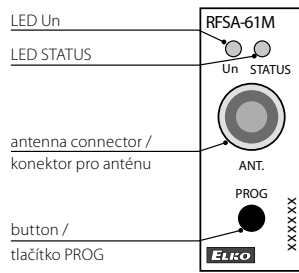 LED Un
LED STATUS
antenna connector /
konektor pro anténu
button /
tlačítko PROG
RFSA-61M
Un STATUS
ANT.
PROG
XXXXXX
ELKO